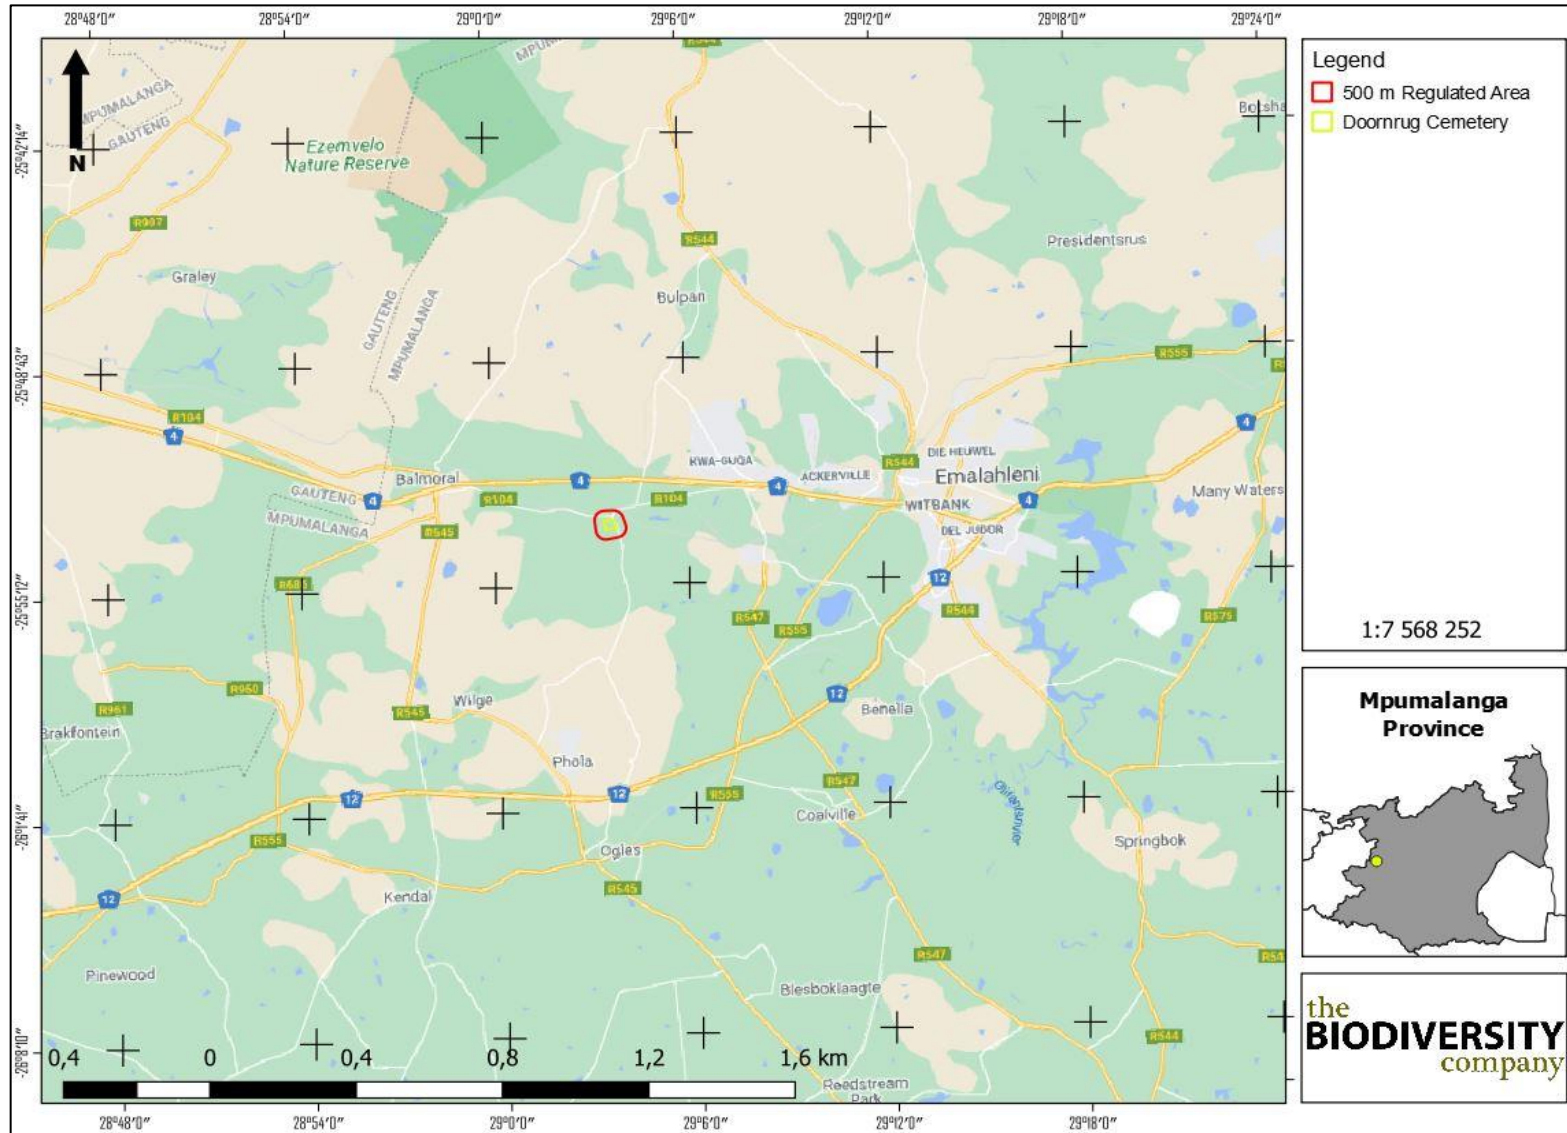 28°48'0"
28°54'0"
29°0'0"
29°6'0"
29°12'0"
29°18'0"
29°24'0"
N
MPUMALANGA
GAUTENG
Ezemvelo
Nature Reserve
R544
-25°42'14"
Graley
R544
Presidentsrus
Bulpan
GAUTENG
MPUMALANGA
-25°48'43"
R555
R104
4
4
KWA-GUQA
ACKERVILLE
R544
DIE HEUWEL
Emalahleni
Balmoral
4
4
R104
R104
GAUTENG
4
4
Many Waters
MPUMALANGA
R545
WITBANK
DEL JUDOR
12
-25°55'12"
R547
R555
R544
R575
R960
R961
R545
Wilge
12
Benella
Brakfontein
Phola
12
12
R555
R547
Coalville
-26°1'41"
R555
Ogies
Springbok
12
Kendal
R545
R547
Pinewood
Blesboklaagte
R544
-26°8'10"
0,4
0
0,4
0,8
1,2
1,6 km
Reedstream
Park
28°48'0"
28°54'0"
29°0'0"
29°6'0"
29°12'0"
29°18'0"
Legend
500 m Regulated Area
Doornrug Cemetery
1:7 568 252
Mpumalanga
Province
the
BIODIVERSITY
company